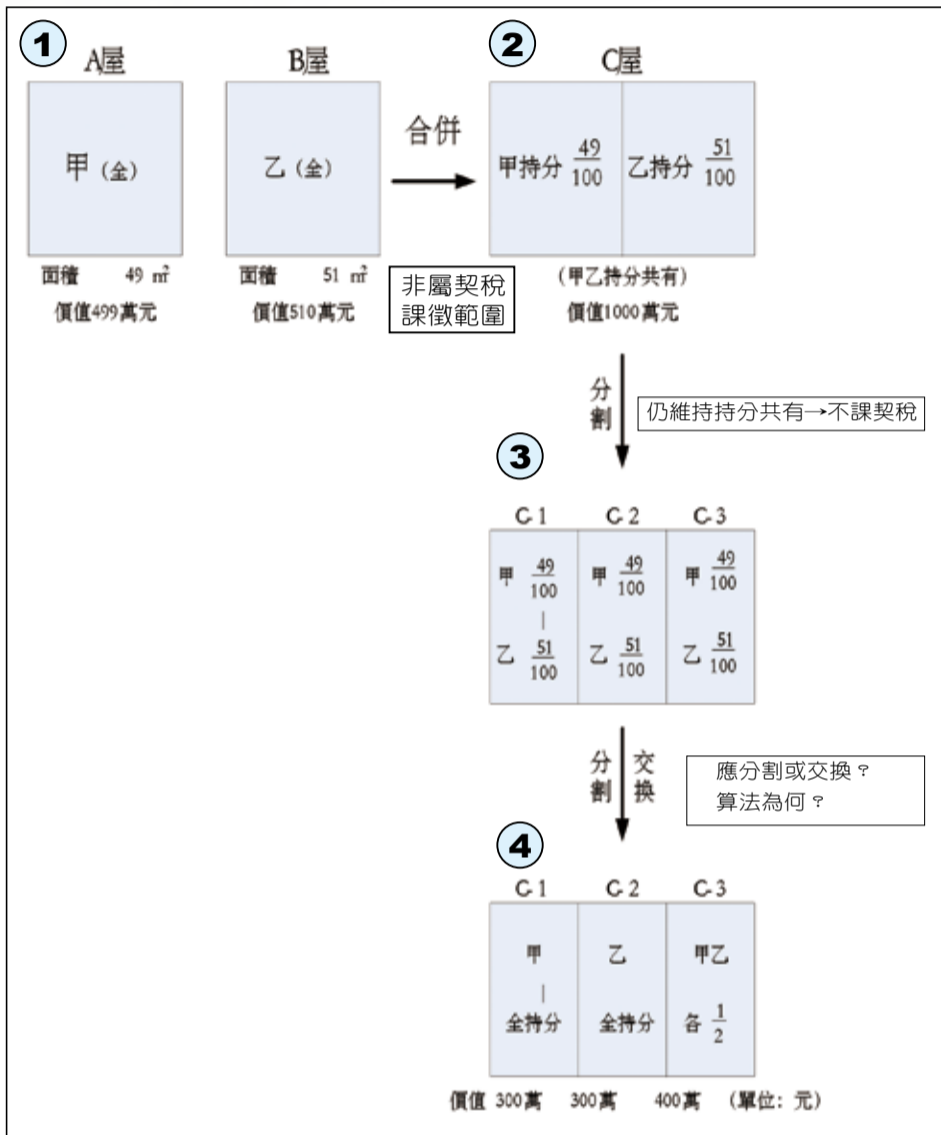 1
2
A屋 B屋 C屋
甲（全）
乙（全）
合併
甲持分 49/100
乙持分 51/100
面積 49 ㎡
價值499萬元
面積 51 ㎡
價值510萬元
非屬契稅
課徵範圍
（甲乙持分共有）
價值1000萬元
分割
仍維持持分共有→不課契稅
3
C-1 C-2 C-3
甲 49/100 甲 49/100 甲 49/100
乙 51/100 乙 51/100 乙 51/100
分割 交換
應分割或交換？
算法為何？
4
C-1 C-2 C-3
甲 乙 甲乙
全持分 全持分 各 1/2
價值 300萬 300萬 400萬 （單位：元）